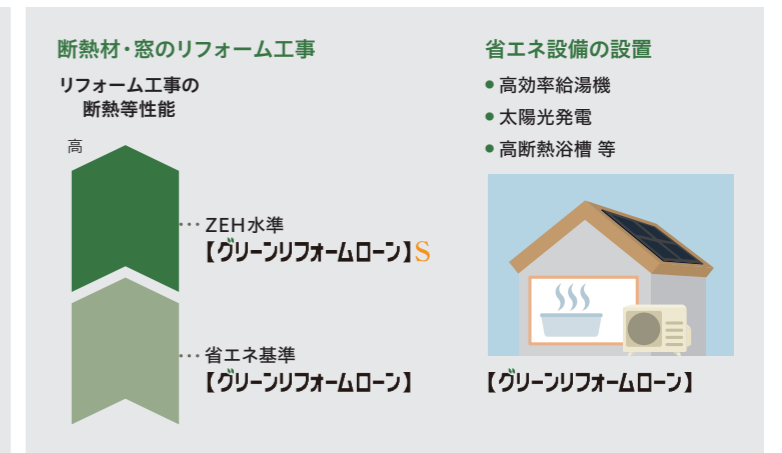 断熱材・窓のリフォーム工事
リフォーム工事の
断熱等性能
高
… ZEH水準
【グリーンリフォームローン】S
… 省エネ基準
【グリーンリフォームローン】
省エネ設備の設置
● 高効率給湯機
● 太陽光発電
● 高断熱浴槽 等
【グリーンリフォームローン】